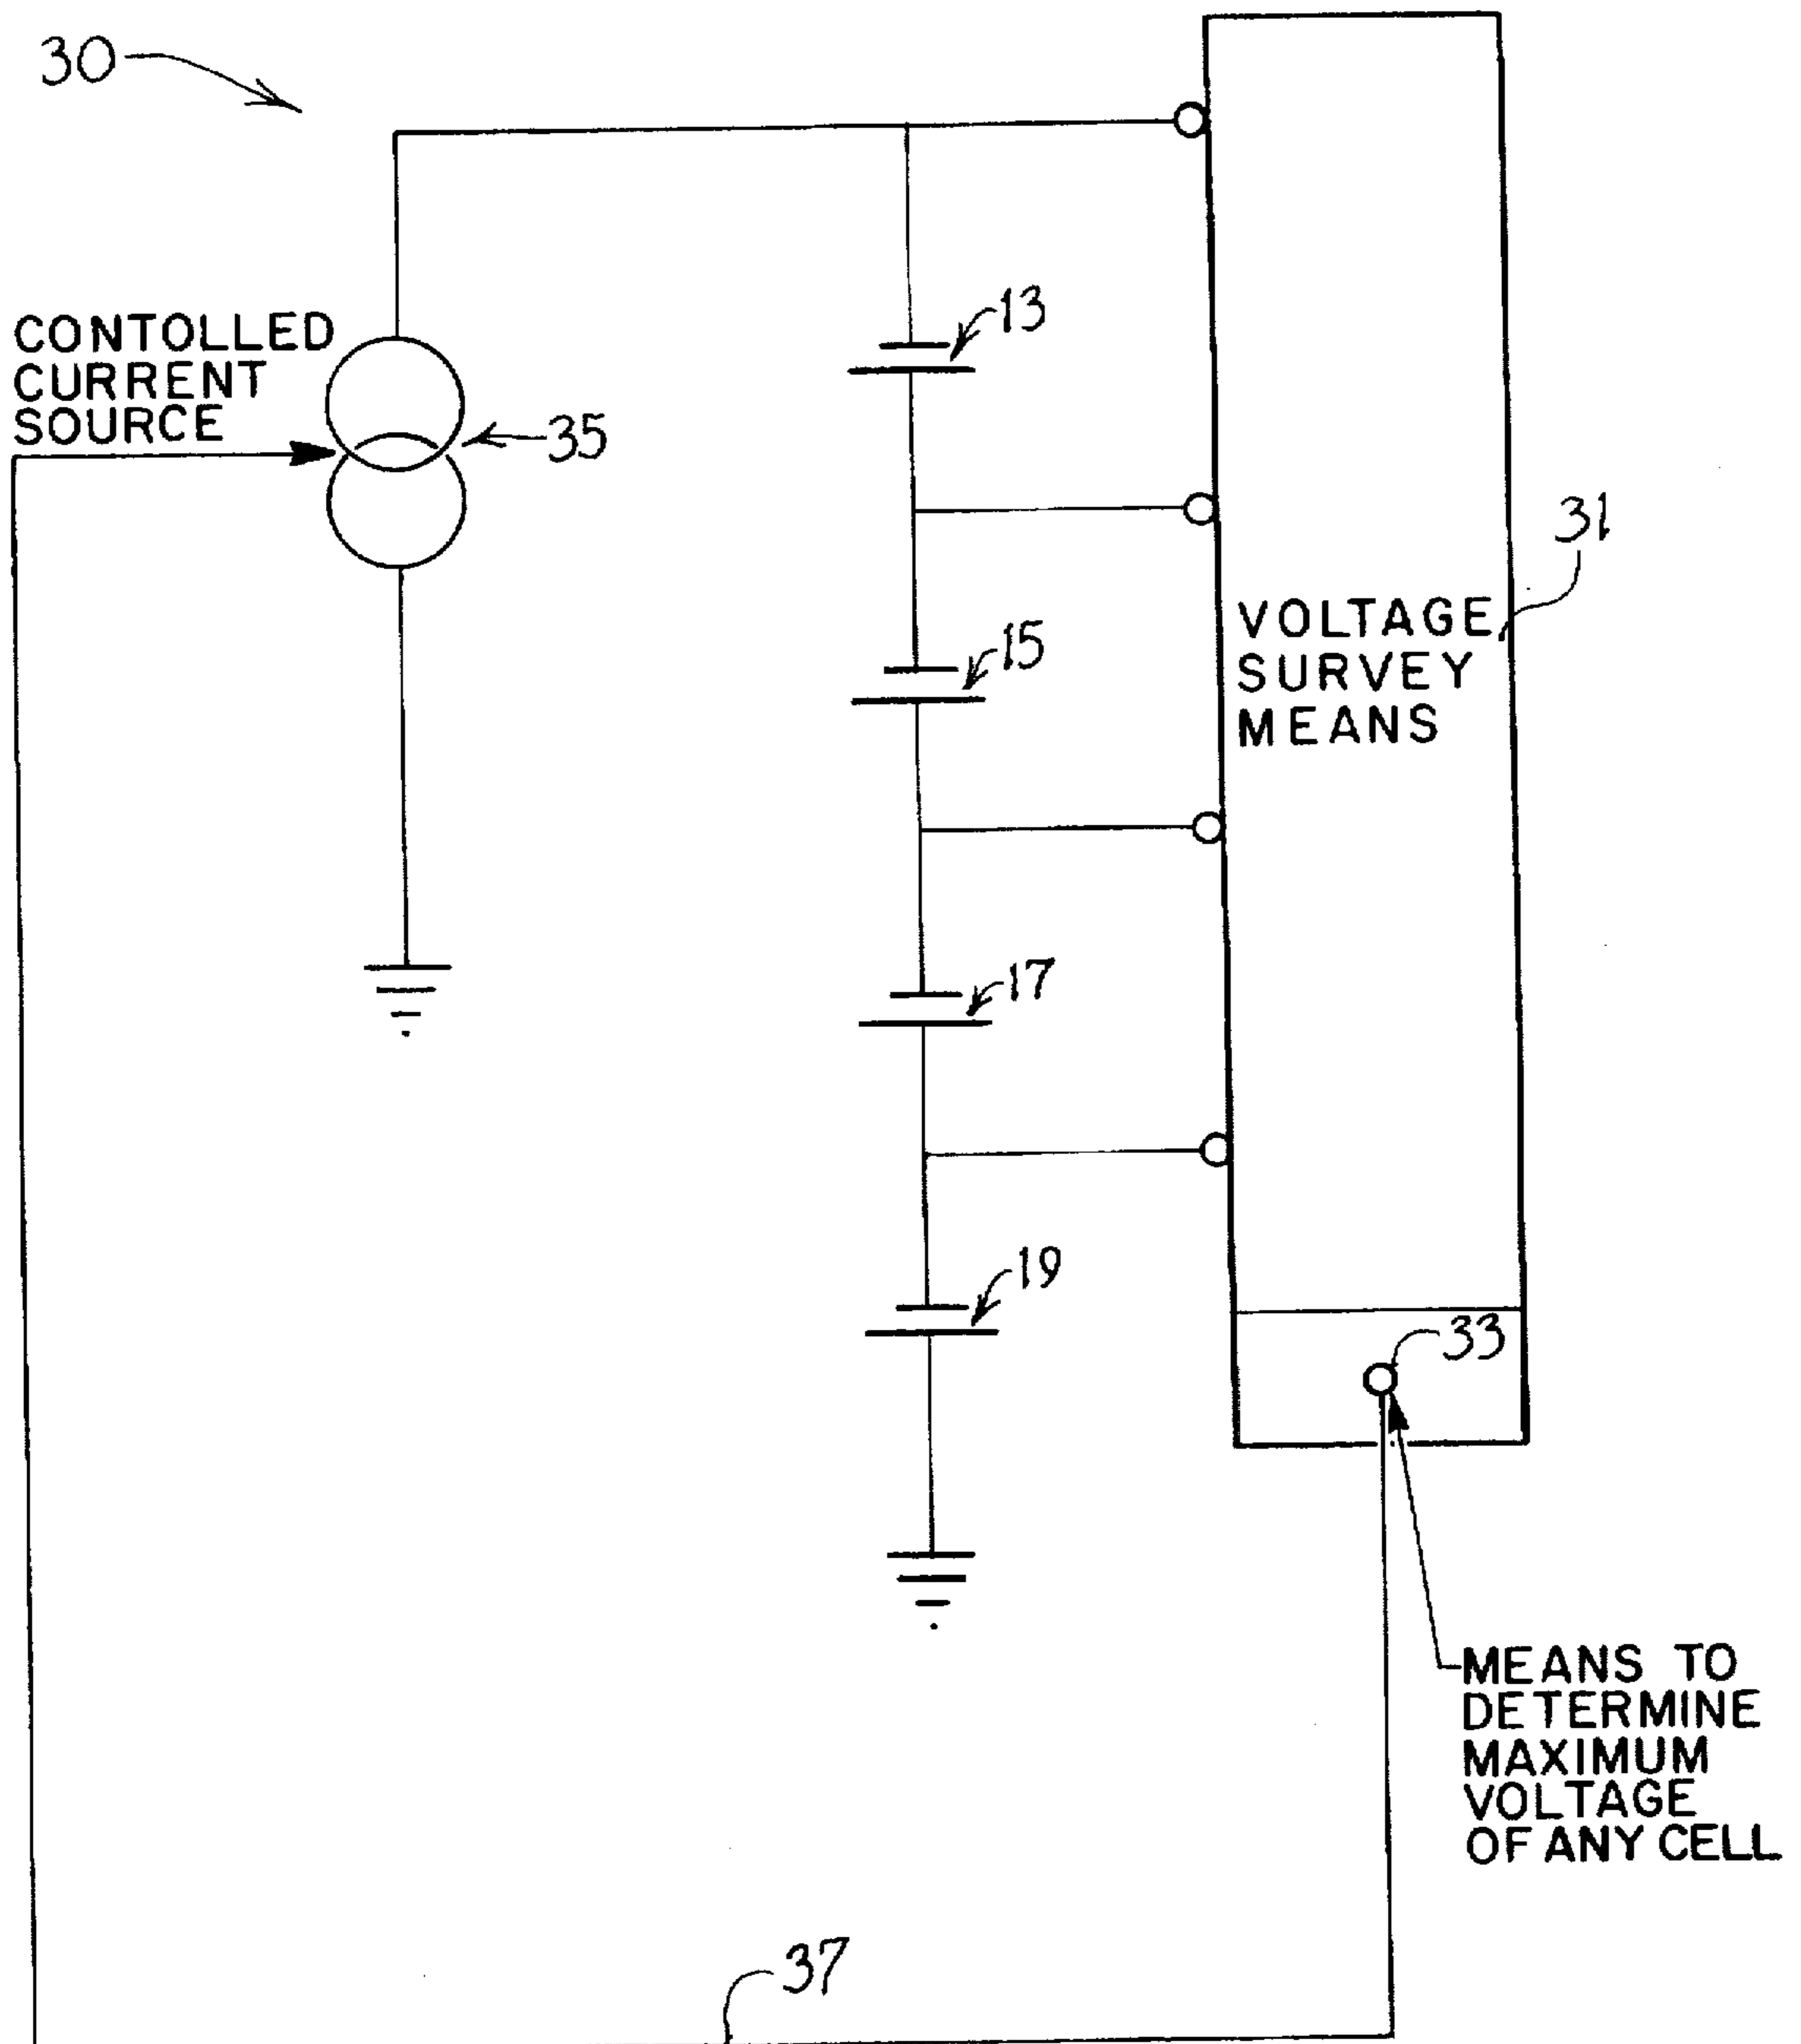 30
CONTOLLED
CURRENT
SOURCE
35
13
15
17
19
31
VOLTAGE
SURVEY
MEANS
33
MEANS TO
DETERMINE
MAXIMUM
VOLTAGE
OF ANY CELL
37